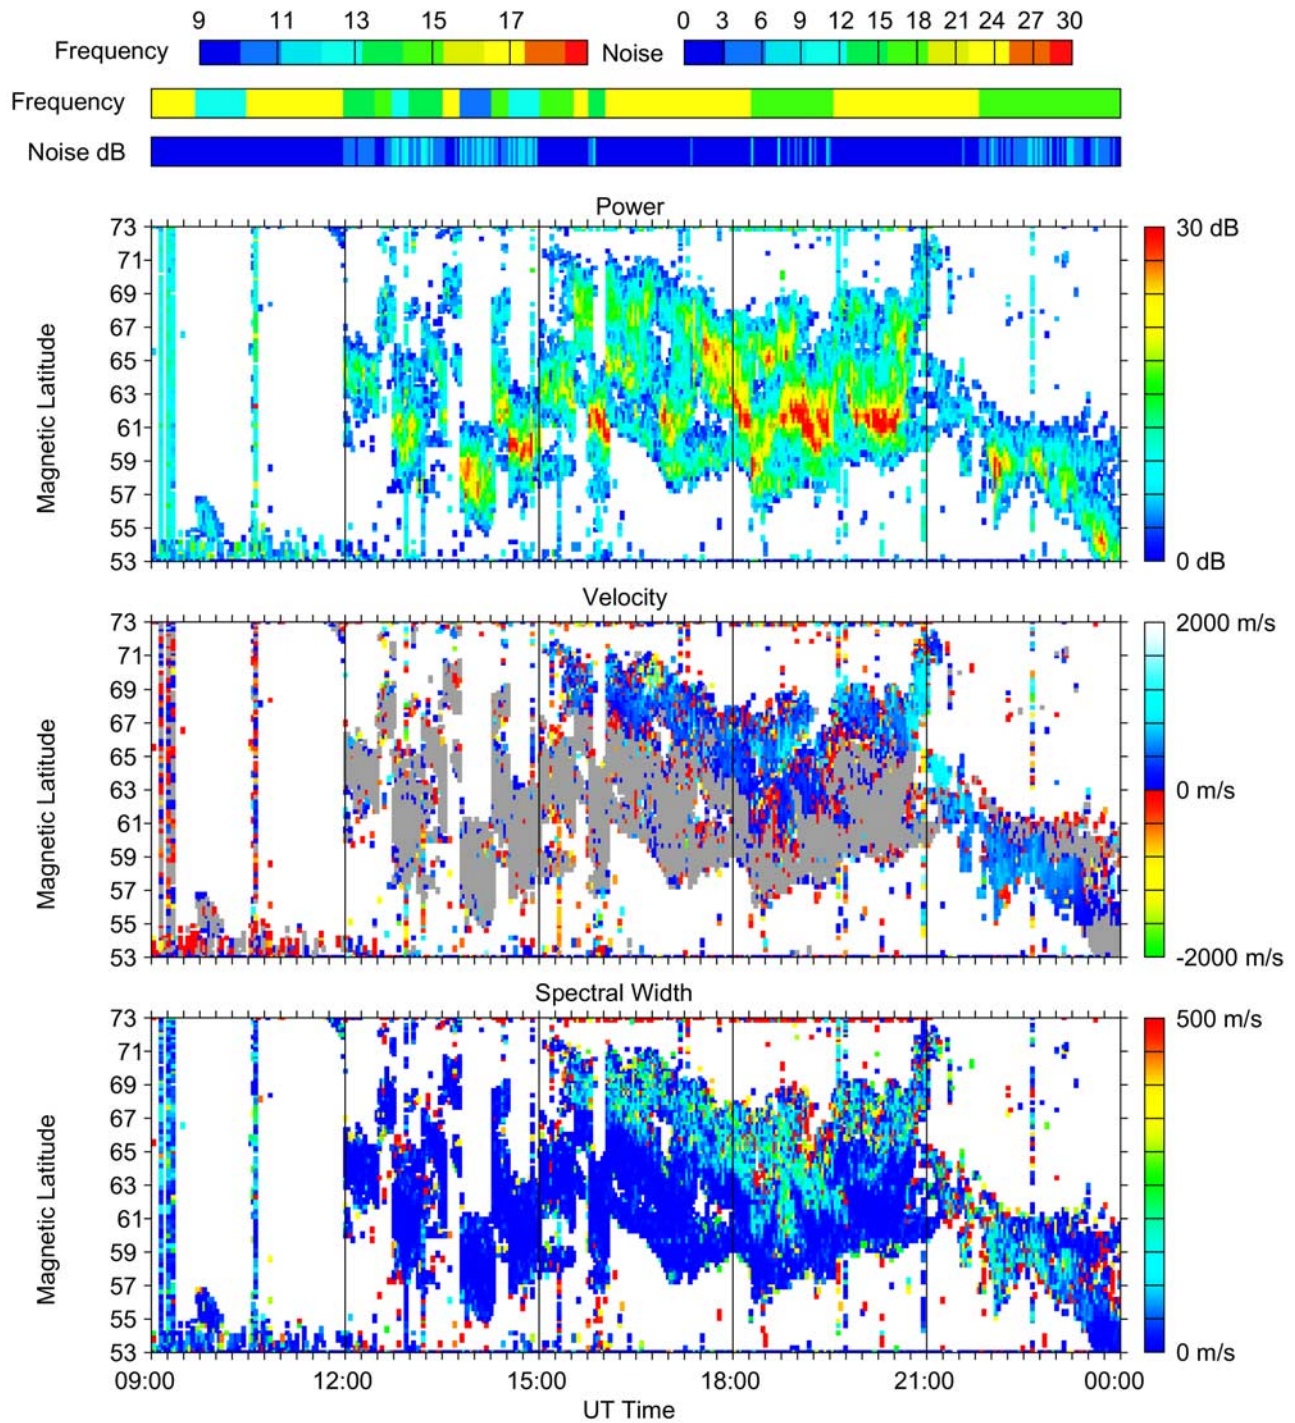 9 11 13 15 17 0 3 6 9 12 15 18 21 24 27 30
Frequency Noise
Frequency
Noise dB
Power
73 30 dB
71
69
67
65
63
61
59
57
55
53 0 dB
Magnetic Latitude
Velocity
73 2000 m/s
71
69
67
65
63 0 m/s
61
59
57
55
53 -2000 m/s
Magnetic Latitude
Spectral Width
73 500 m/s
71
69
67
65
63
61
59
57
55
53 0 m/s
Magnetic Latitude
09:00 12:00 15:00 18:00 21:00 00:00
UT Time